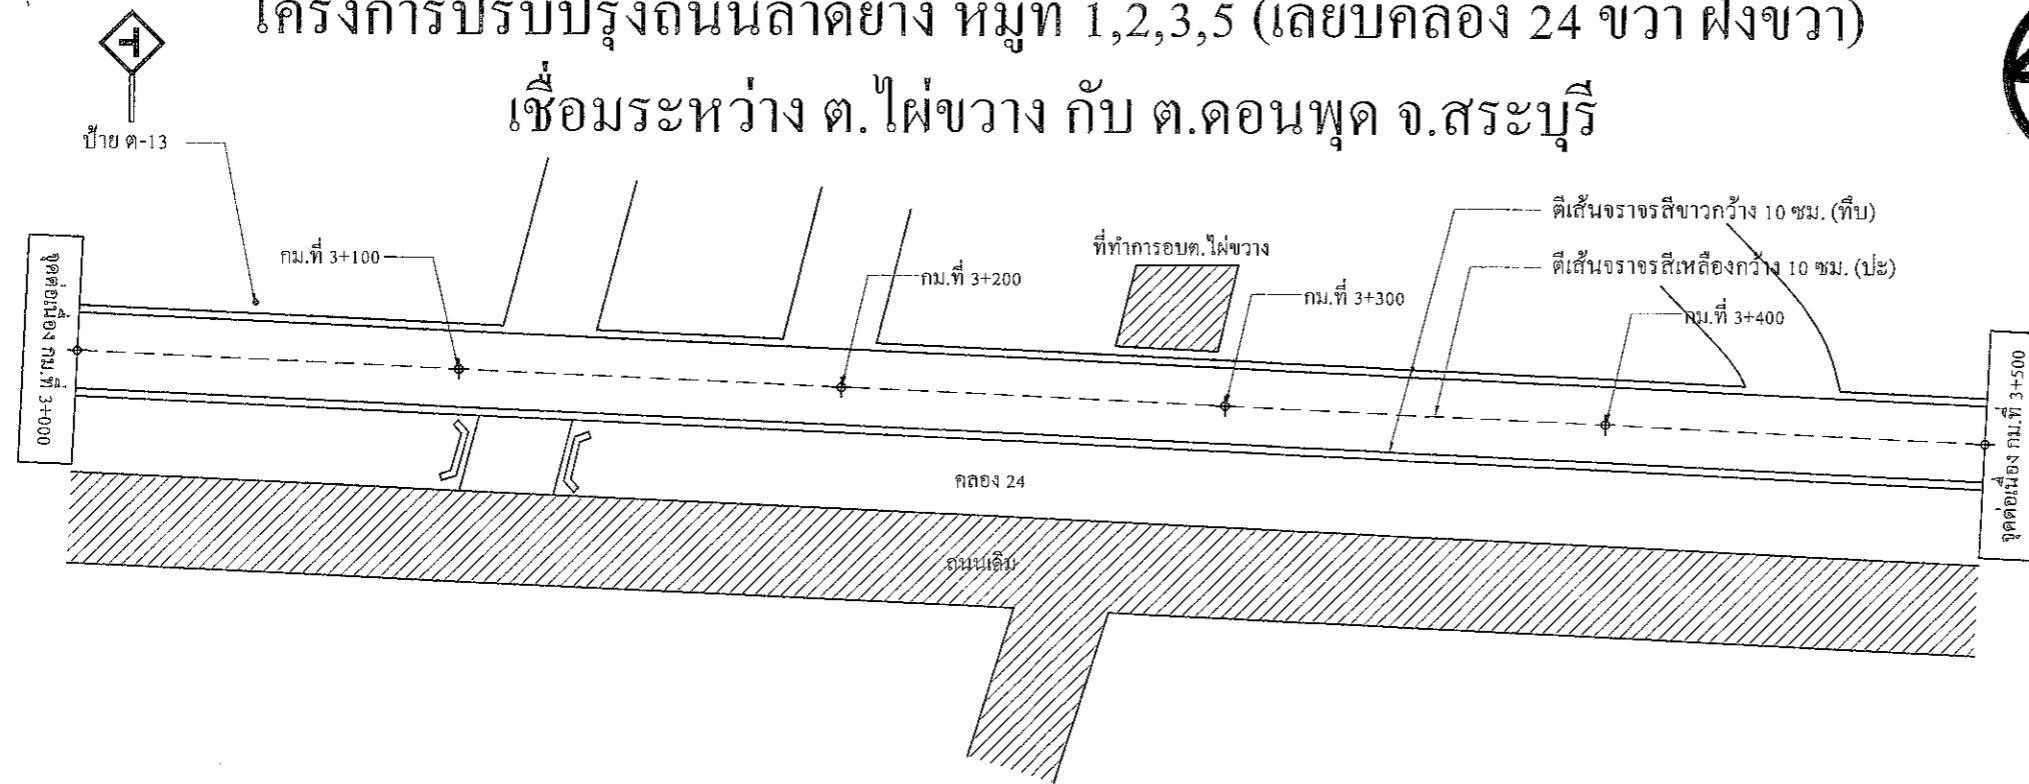 โครงการปรับปรุงถนนลาดยาง หมู่ที่ 1,2,3,5 (เลียบคลอง 24 ขวา ฝั่งขวา)
เชื่อมระหว่าง ต.ไผ่ขวาง กับ ต.ดอนพุด จ.สระบุรี
ป้าย ต-13
ตีเส้นจราจรสีขาวกว้าง 10 ซม. (ทึบ)
ที่ทำการอบต.ไผ่ขวาง
กม.ที่ 3+100
ตีเส้นจราจรสีเหลืองกว้าง 10 ซม. (ปะ)
กม.ที่ 3+200
กม.ที่ 3+300
กม.ที่ 3+400
จุดต่อเนื่อง กม.ที่ 3+000
จุดต่อเนื่อง กม.ที่ 3+500
คลอง 24
ถนนเดิม